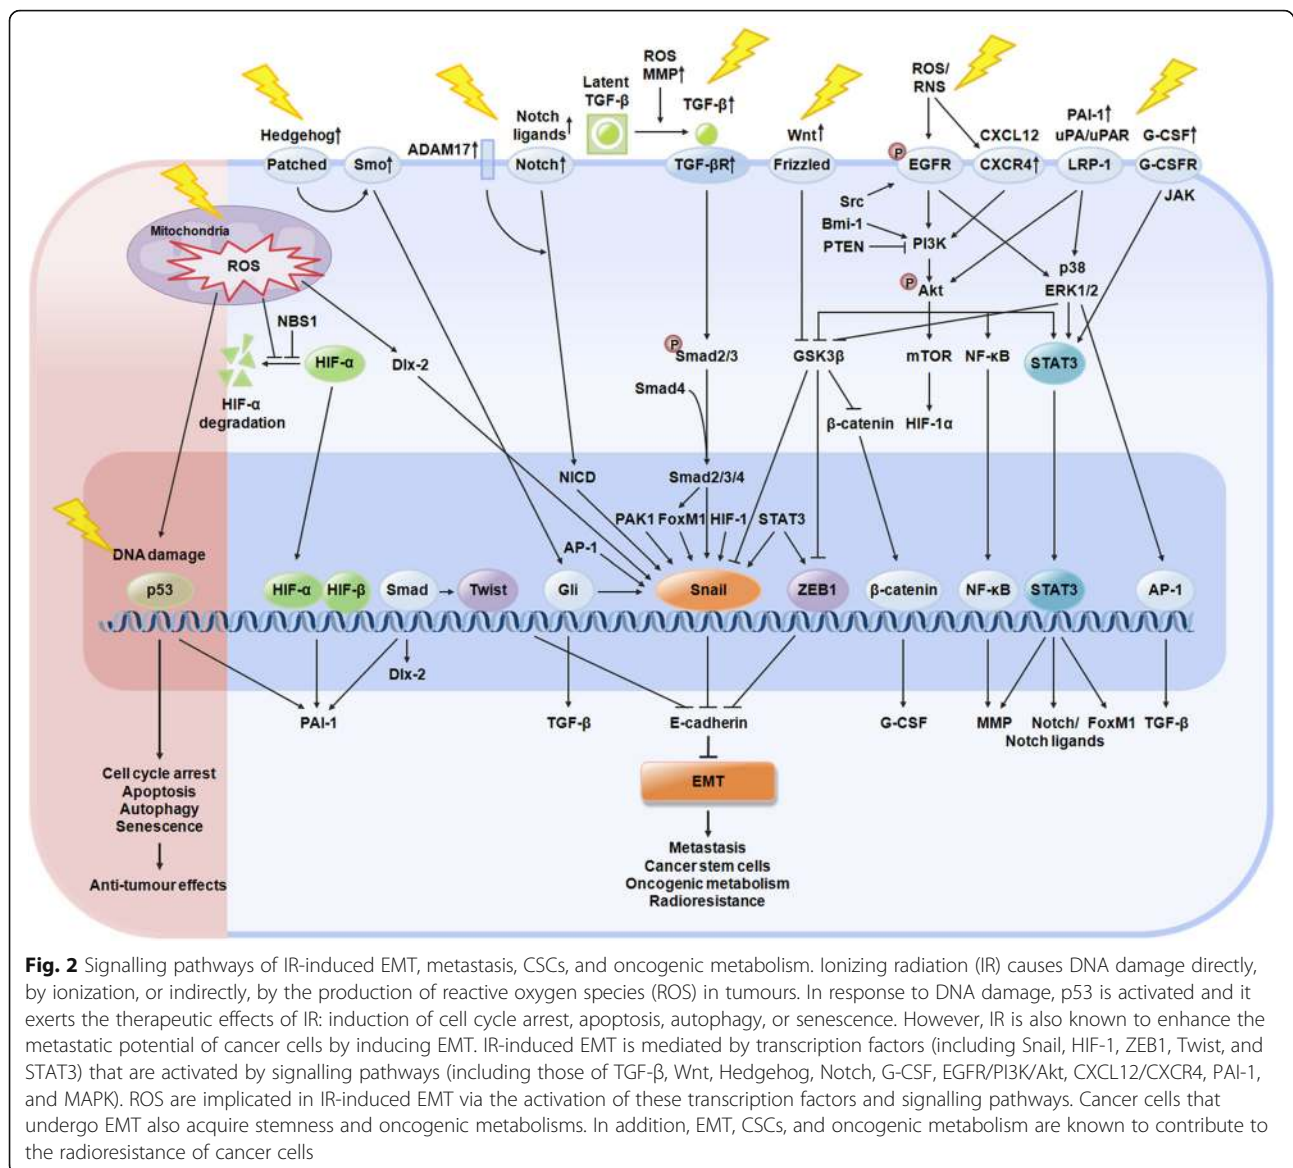 ROS
MMP↑
Latent
TGF-β
TGF-β↑
ROS/
RNS
Hedgehog↑
Patched
Smo↑
ADAM17↑
Notch
ligands↑
Notch↑
TGF-βR↑
Wnt↑
Frizzled
P
EGFR
CXCL12
CXCR4↑
PAI-1↑
uPA/uPAR
LRP-1
G-CSF↑
G-CSFR
JAK
Src
Bmi-1
PTEN
PI3K
P
Akt
p38
ERK1/2
Mitochondria
ROS
NBS1
HIF-α
HIF-α
degradation
Dlx-2
P
Smad2/3
Smad4
GSK3β
mTOR
NF-κB
STAT3
β-catenin
HIF-1α
NICD
Smad2/3/4
PAK1
FoxM1
HIF-1
STAT3
AP-1
DNA damage
p53
HIF-α
HIF-β
Smad
Twist
Gli
Snail
ZEB1
β-catenin
NF-κB
STAT3
AP-1
Dlx-2
PAI-1
TGF-β
E-cadherin
G-CSF
MMP
Notch/
Notch ligands
FoxM1
TGF-β
Cell cycle arrest
Apoptosis
Autophagy
Senescence
Anti-tumour effects
EMT
Metastasis
Cancer stem cells
Oncogenic metabolism
Radioresistance
Fig. 2 Signalling pathways of IR-induced EMT, metastasis, CSCs, and oncogenic metabolism. Ionizing radiation (IR) causes DNA damage directly,
by ionization, or indirectly, by the production of reactive oxygen species (ROS) in tumours. In response to DNA damage, p53 is activated and it
exerts the therapeutic effects of IR: induction of cell cycle arrest, apoptosis, autophagy, or senescence. However, IR is also known to enhance the
metastatic potential of cancer cells by inducing EMT. IR-induced EMT is mediated by transcription factors (including Snail, HIF-1, ZEB1, Twist, and
STAT3) that are activated by signalling pathways (including those of TGF-β, Wnt, Hedgehog, Notch, G-CSF, EGFR/PI3K/Akt, CXCL12/CXCR4, PAI-1,
and MAPK). ROS are implicated in IR-induced EMT via the activation of these transcription factors and signalling pathways. Cancer cells that
undergo EMT also acquire stemness and oncogenic metabolisms. In addition, EMT, CSCs, and oncogenic metabolism are known to contribute to
the radioresistance of cancer cells